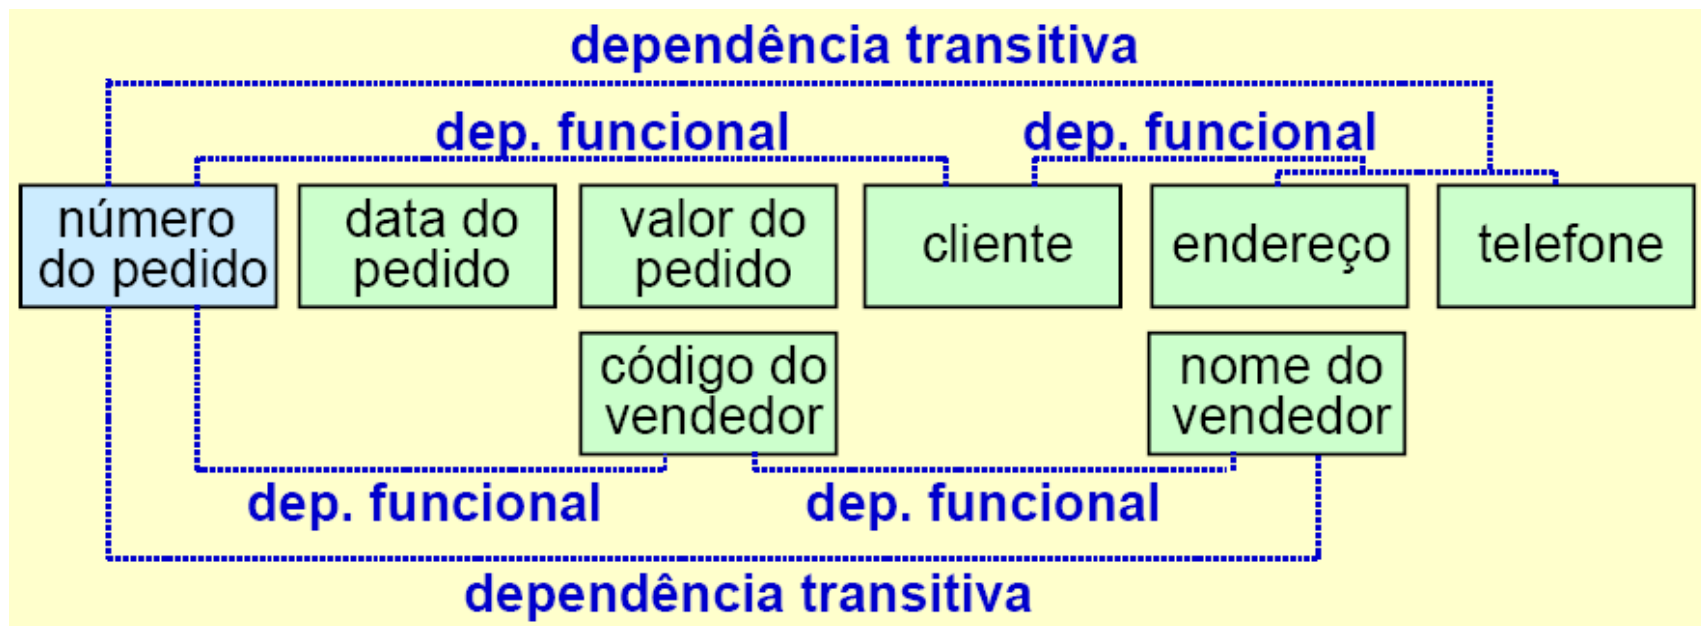 dependência transitiva
dep. funcional
dep. funcional
número
do pedido
data do
pedido
valor do
pedido
cliente
endereço
telefone
código do
vendedor
nome do
vendedor
dep. funcional
dep. funcional
dependência transitiva